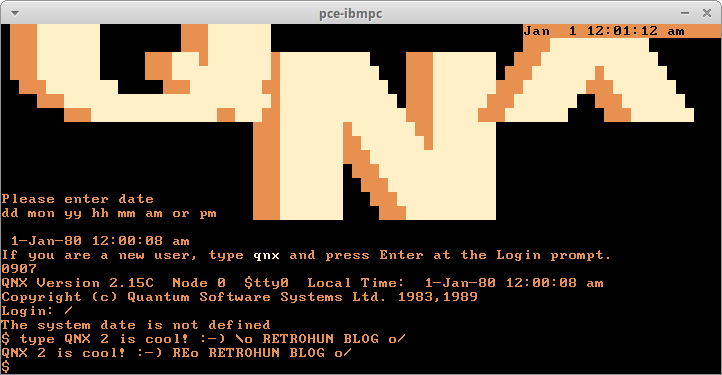 pce-ibmpc
Jan 1 12:01:12 am
QNX
Please enter date
dd mon yy hh mm am or pm
1-Jan-80 12:00:08 am
If you are a new user, type qnx and press Enter at the Login prompt.
0907
QNX Version 2.15C Node 0 $tty0 Local Time: 1-Jan-80 12:00:08 am
Copyright (c) Quantum Software Systems Ltd. 1983,1989
Login: /
The system date is not defined
$ type QNX 2 is cool! :-) \o RETROHUN BLOG o/
QNX 2 is cool! :-) REo RETROHUN BLOG o/
$